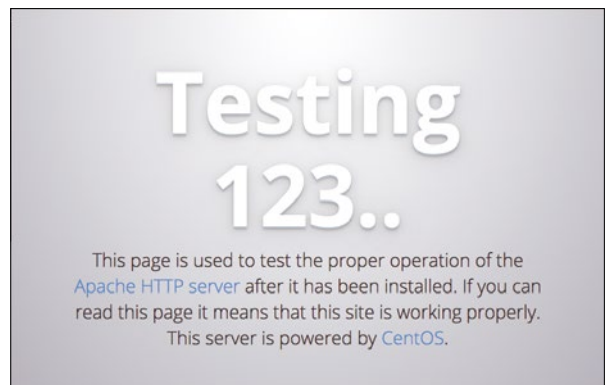 Testing
123..
This page is used to test the proper operation of the
Apache HTTP server after it has been installed. If you can
read this page it means that this site is working properly.
This server is powered by CentOS.